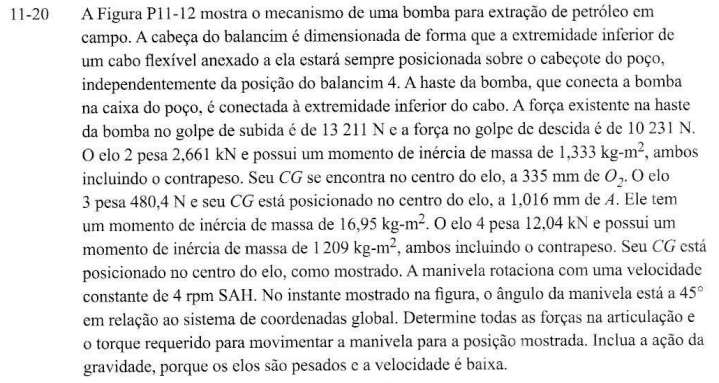 11-20 A Figura P11-12 mostra o mecanismo de uma bomba para extração de petróleo em
campo. A cabeça do balancim é dimensionada de forma que a extremidade inferior de
um cabo flexível anexado a ela estará sempre posicionada sobre o cabeçote do poço,
independentemente da posição do balancim 4. A haste da bomba, que conecta a bomba
na caixa do poço, é conectada à extremidade inferior do cabo. A força existente na haste
da bomba no golpe de subida é de 13 211 N e a força no golpe de descida é de 10 231 N.
O elo 2 pesa 2,661 kN e possui um momento de inércia de massa de 1,333 kg-m², ambos
incluindo o contrapeso. Seu CG se encontra no centro do elo, a 335 mm de O₂. O elo
3 pesa 480,4 N e seu CG está posicionado no centro do elo, a 1,016 mm de A. Ele tem
um momento de inércia de massa de 16,95 kg-m². O elo 4 pesa 12,04 kN e possui um
momento de inércia de massa de 1 209 kg-m², ambos incluindo o contrapeso. Seu CG está
posicionado no centro do elo, como mostrado. A manivela rotaciona com uma velocidade
constante de 4 rpm SAH. No instante mostrado na figura, o ângulo da manivela está a 45°
em relação ao sistema de coordenadas global. Determine todas as forças na articulação e
o torque requerido para movimentar a manivela para a posição mostrada. Inclua a ação da
gravidade, porque os elos são pesados e a velocidade é baixa.